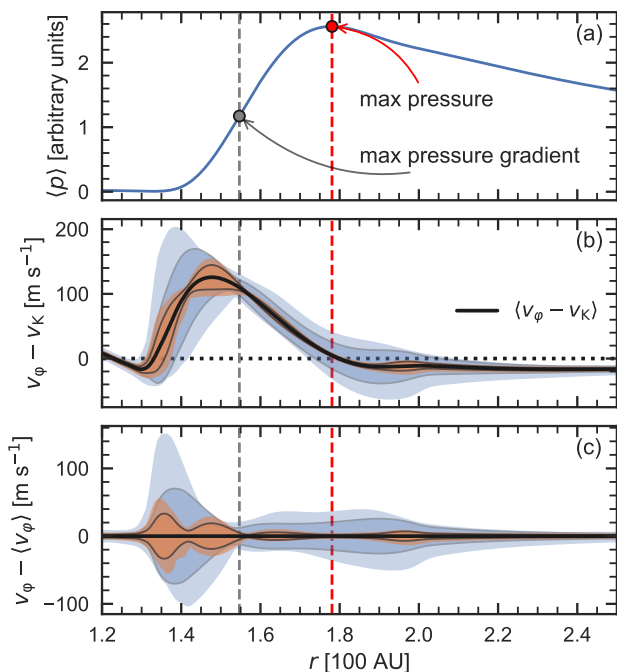 (a)
⟨p⟩ [arbitrary units]
2
1
0
max pressure
max pressure gradient
(b)
v_φ − v_K [m s⁻¹]
200
100
0
⟨v_φ − v_K⟩
(c)
v_φ − ⟨v_φ⟩ [m s⁻¹]
100
0
−100
1.2 1.4 1.6 1.8 2.0 2.2 2.4
r [100 AU]